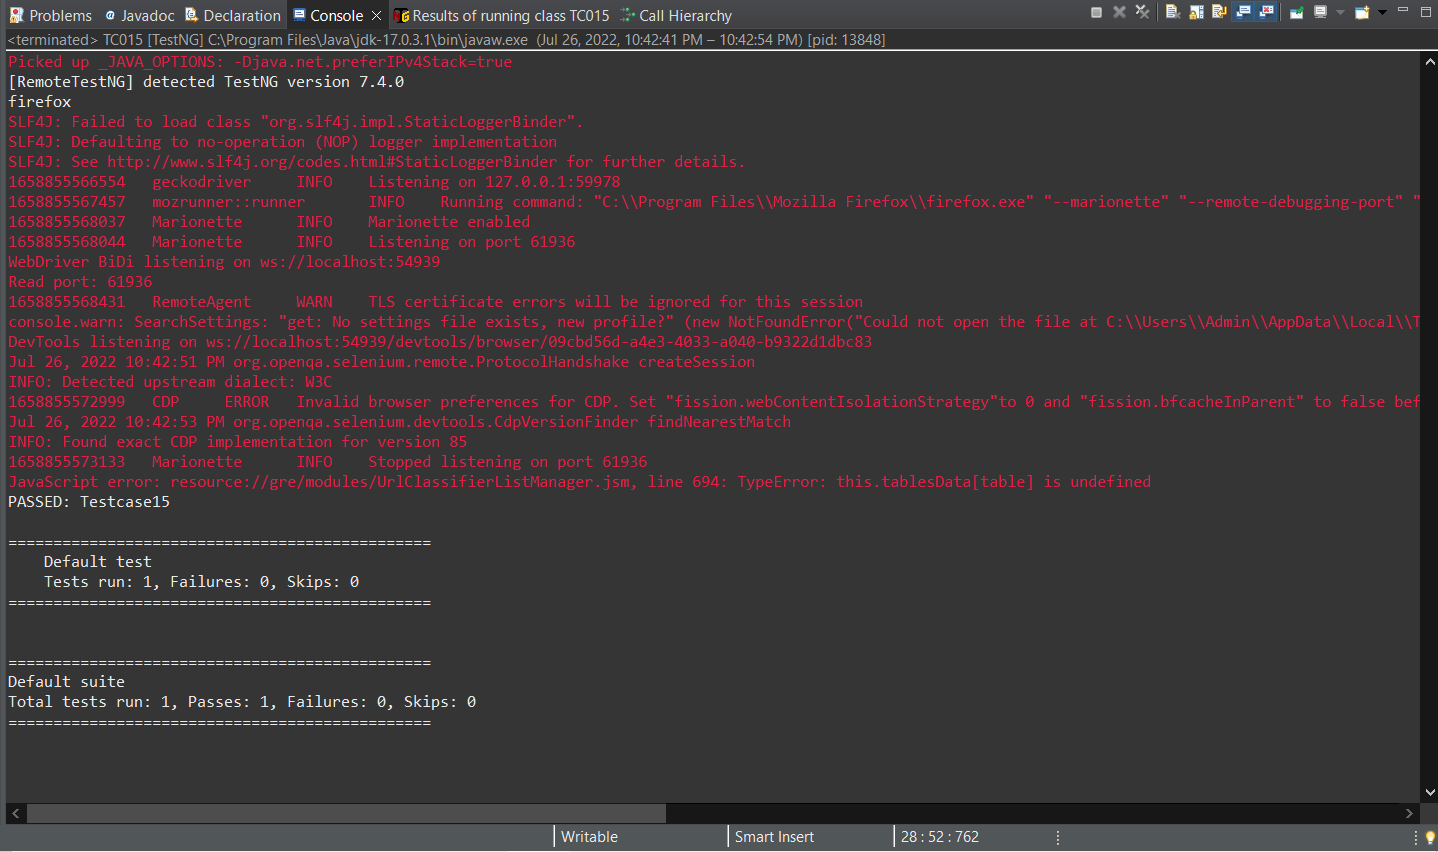 Problems @ Javadoc Declaration Console Results of running class TC015 Call Hierarchy
<terminated> TC015 [TestNG] C:\Program Files\Java\jdk-17.0.3.1\bin\javaw.exe (Jul 26, 2022, 10:42:41 PM – 10:42:54 PM) [pid: 13848]
Picked up _JAVA_OPTIONS: -Djava.net.preferIPv4Stack=true
[RemoteTestNG] detected TestNG version 7.4.0
firefox
SLF4J: Failed to load class "org.slf4j.impl.StaticLoggerBinder".
SLF4J: Defaulting to no-operation (NOP) logger implementation
SLF4J: See http://www.slf4j.org/codes.html#StaticLoggerBinder for further details.
1658855566554 geckodriver INFO Listening on 127.0.0.1:59978
1658855567457 mozrunner::runner INFO Running command: "C:\\Program Files\\Mozilla Firefox\\firefox.exe" "--marionette" "--remote-debugging-port" "
1658855568037 Marionette INFO Marionette enabled
1658855568044 Marionette INFO Listening on port 61936
WebDriver BiDi listening on ws://localhost:54939
Read port: 61936
1658855568431 RemoteAgent WARN TLS certificate errors will be ignored for this session
console.warn: SearchSettings: "get: No settings file exists, new profile?" (new NotFoundError("Could not open the file at C:\\Users\\Admin\\AppData\\Local\\T
DevTools listening on ws://localhost:54939/devtools/browser/09cbd56d-a4e3-4033-a040-b9322d1dbc83
Jul 26, 2022 10:42:51 PM org.openqa.selenium.remote.ProtocolHandshake createSession
INFO: Detected upstream dialect: W3C
1658855572999 CDP ERROR Invalid browser preferences for CDP. Set "fission.webContentIsolationStrategy"to 0 and "fission.bfcacheInParent" to false bef
Jul 26, 2022 10:42:53 PM org.openqa.selenium.devtools.CdpVersionFinder findNearestMatch
INFO: Found exact CDP implementation for version 85
1658855573133 Marionette INFO Stopped listening on port 61936
JavaScript error: resource://gre/modules/UrlClassifierListManager.jsm, line 694: TypeError: this.tablesData[table] is undefined
PASSED: Testcase15
===============================================
Default test
Tests run: 1, Failures: 0, Skips: 0
===============================================
===============================================
Default suite
Total tests run: 1, Passes: 1, Failures: 0, Skips: 0
===============================================
Writable Smart Insert 28 : 52 : 762